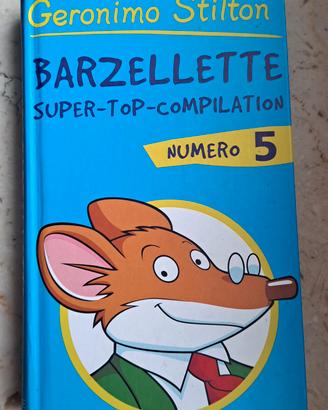 Geronimo Stilton
BARZELLETTE
SUPER-TOP-COMPILATION
NUMERO 5